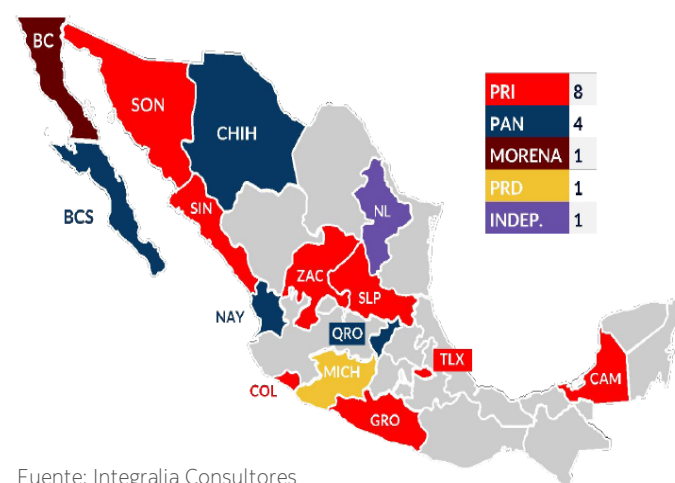 BC
SON
CHIH
BCS
SIN
NL
PRI 8
PAN 4
MORENA 1
PRD 1
INDEP. 1
ZAC
SLP
NAY
QRO
TLX
MICH
CAM
COL
GRO
Fuente: Integralia Consultores